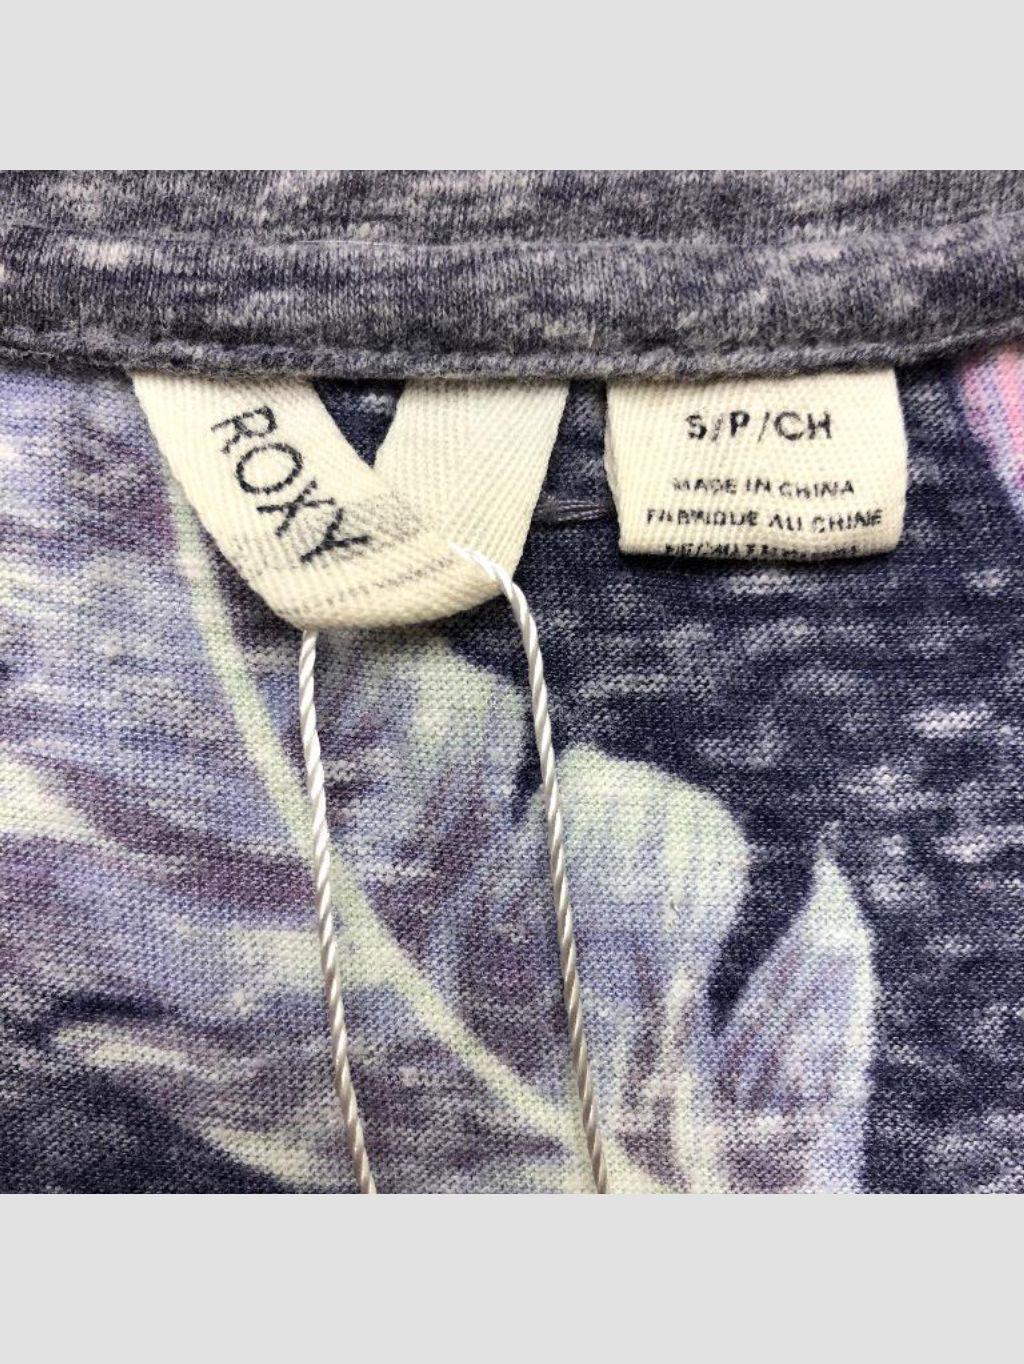 ROXY
S/P/CH
MADE IN CHINA
FABRIQUE AU CHINE